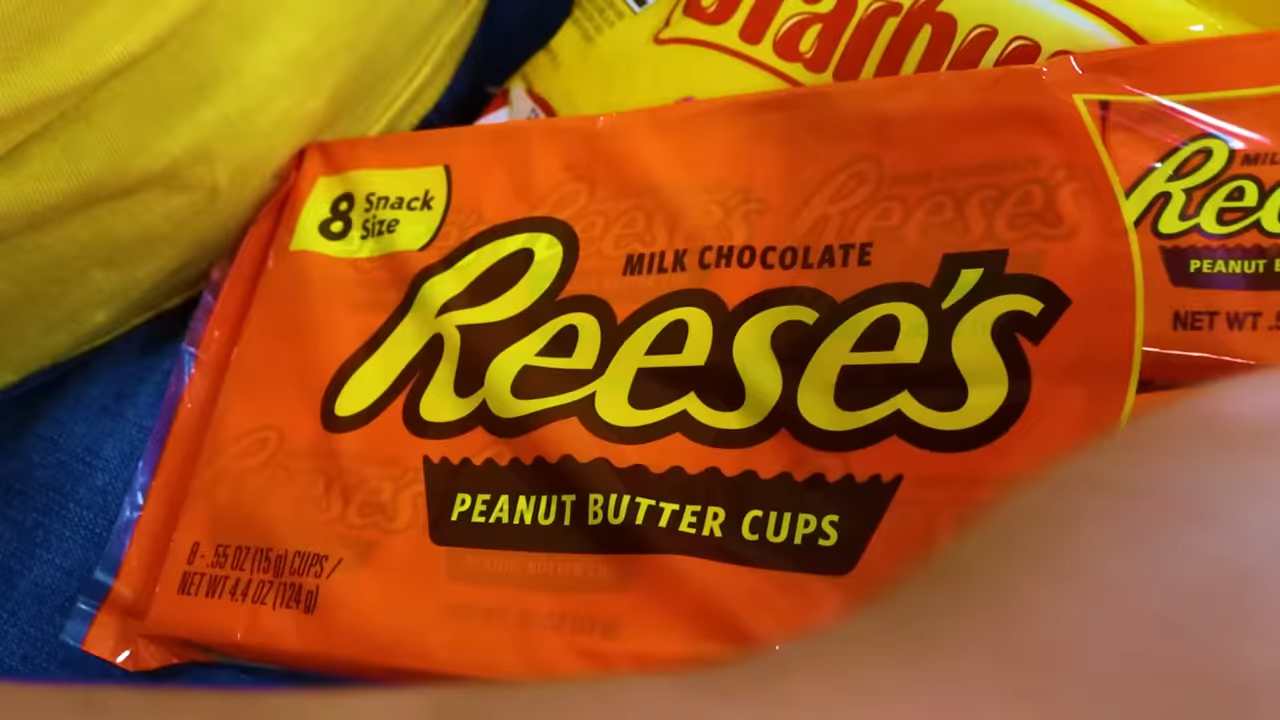 8 Snack
Size
MILK CHOCOLATE
Reese's
PEANUT BUTTER CUPS
8 - .55 OZ (15 g) CUPS /
NET WT 4.4 OZ (124 g)
Reese's
Reese's
NET WT
PEANUT